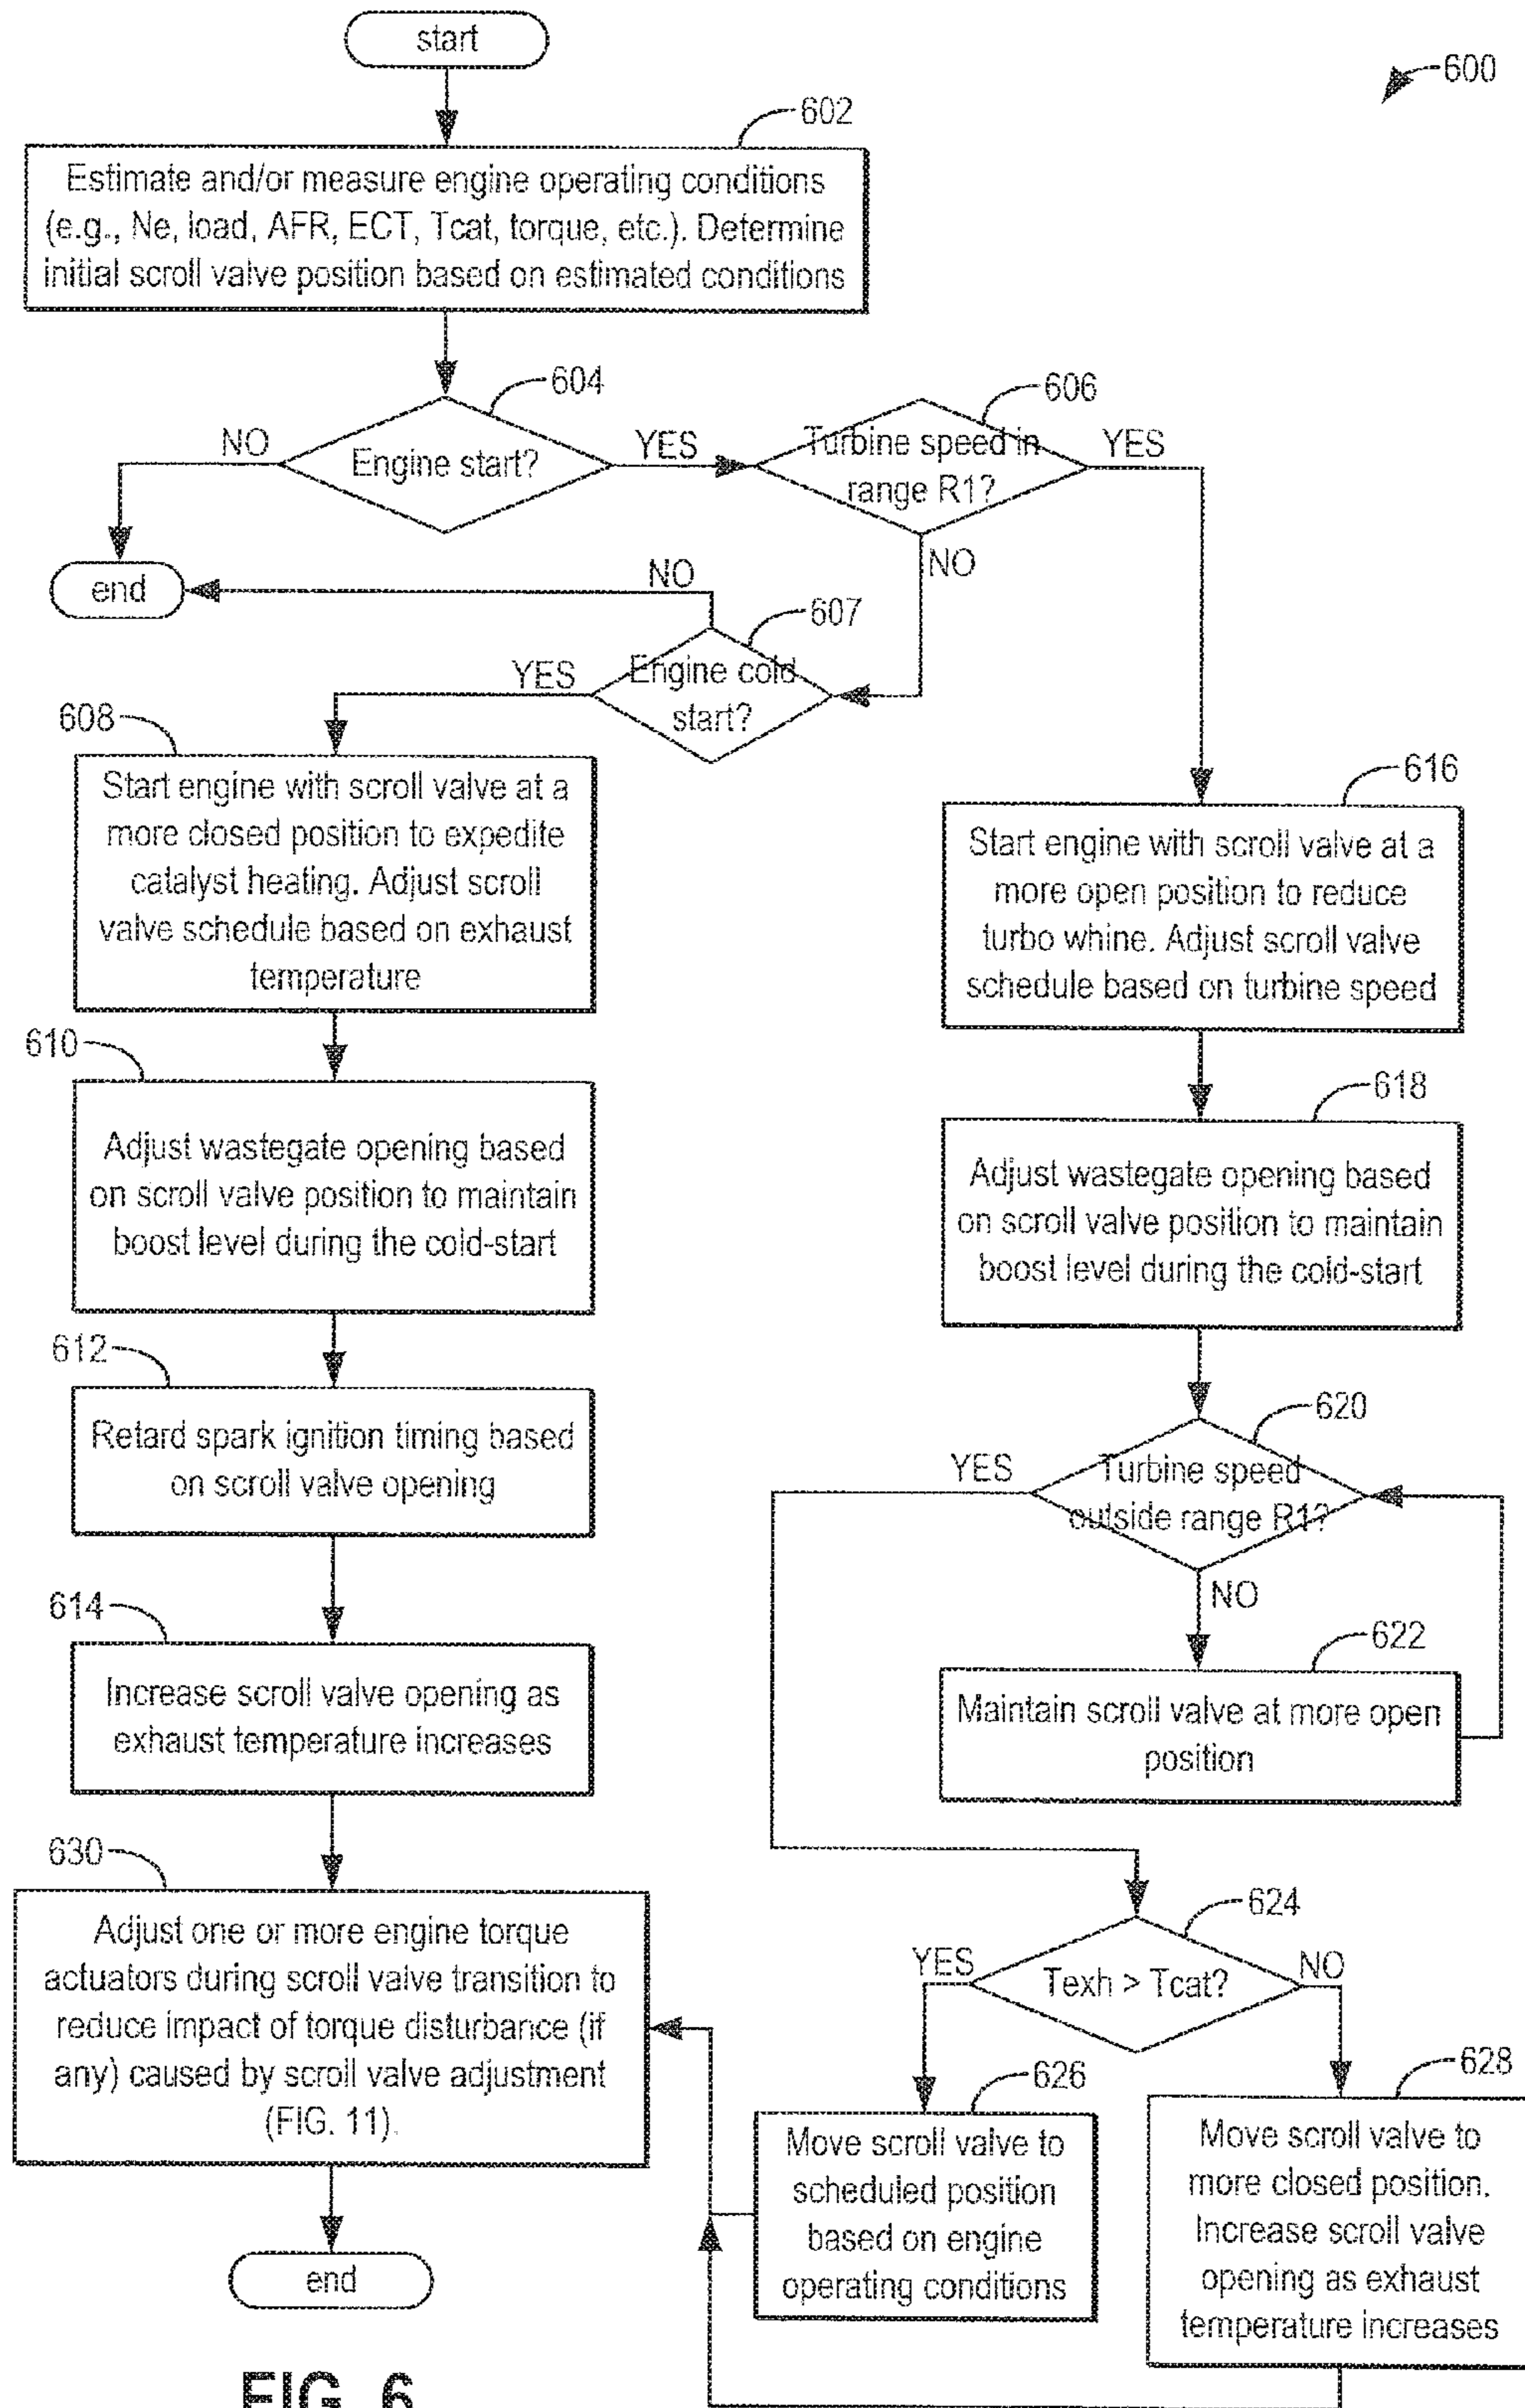 start
600
602
Estimate and/or measure engine operating conditions
(e.g., Ne, load, AFR, ECT, Tcat, torque, etc.). Determine
initial scroll valve position based on estimated conditions
604
606
NO
Engine start?
YES
Turbine speed in
range R1?
YES
NO
end
NO
607
YES
Engine cold
start?
608
Start engine with scroll valve at a
more closed position to expedite
catalyst heating. Adjust scroll
valve schedule based on exhaust
temperature
616
Start engine with scroll valve at a
more open position to reduce
turbo whine. Adjust scroll valve
schedule based on turbine speed
610
Adjust wastegate opening based
on scroll valve position to maintain
boost level during the cold-start
618
Adjust wastegate opening based
on scroll valve position to maintain
boost level during the cold-start
612
Retard spark ignition timing based
on scroll valve opening
620
YES
Turbine speed
outside range R1?
NO
614
Increase scroll valve opening as
exhaust temperature increases
622
Maintain scroll valve at more open
position
630
Adjust one or more engine torque
actuators during scroll valve transition to
reduce impact of torque disturbance (if
any) caused by scroll valve adjustment
(FIG. 11).
624
YES
Texh > Tcat?
NO
626
Move scroll valve to
scheduled position
based on engine
operating conditions
628
Move scroll valve to
more closed position.
Increase scroll valve
opening as exhaust
temperature increases
end
FIG. 6